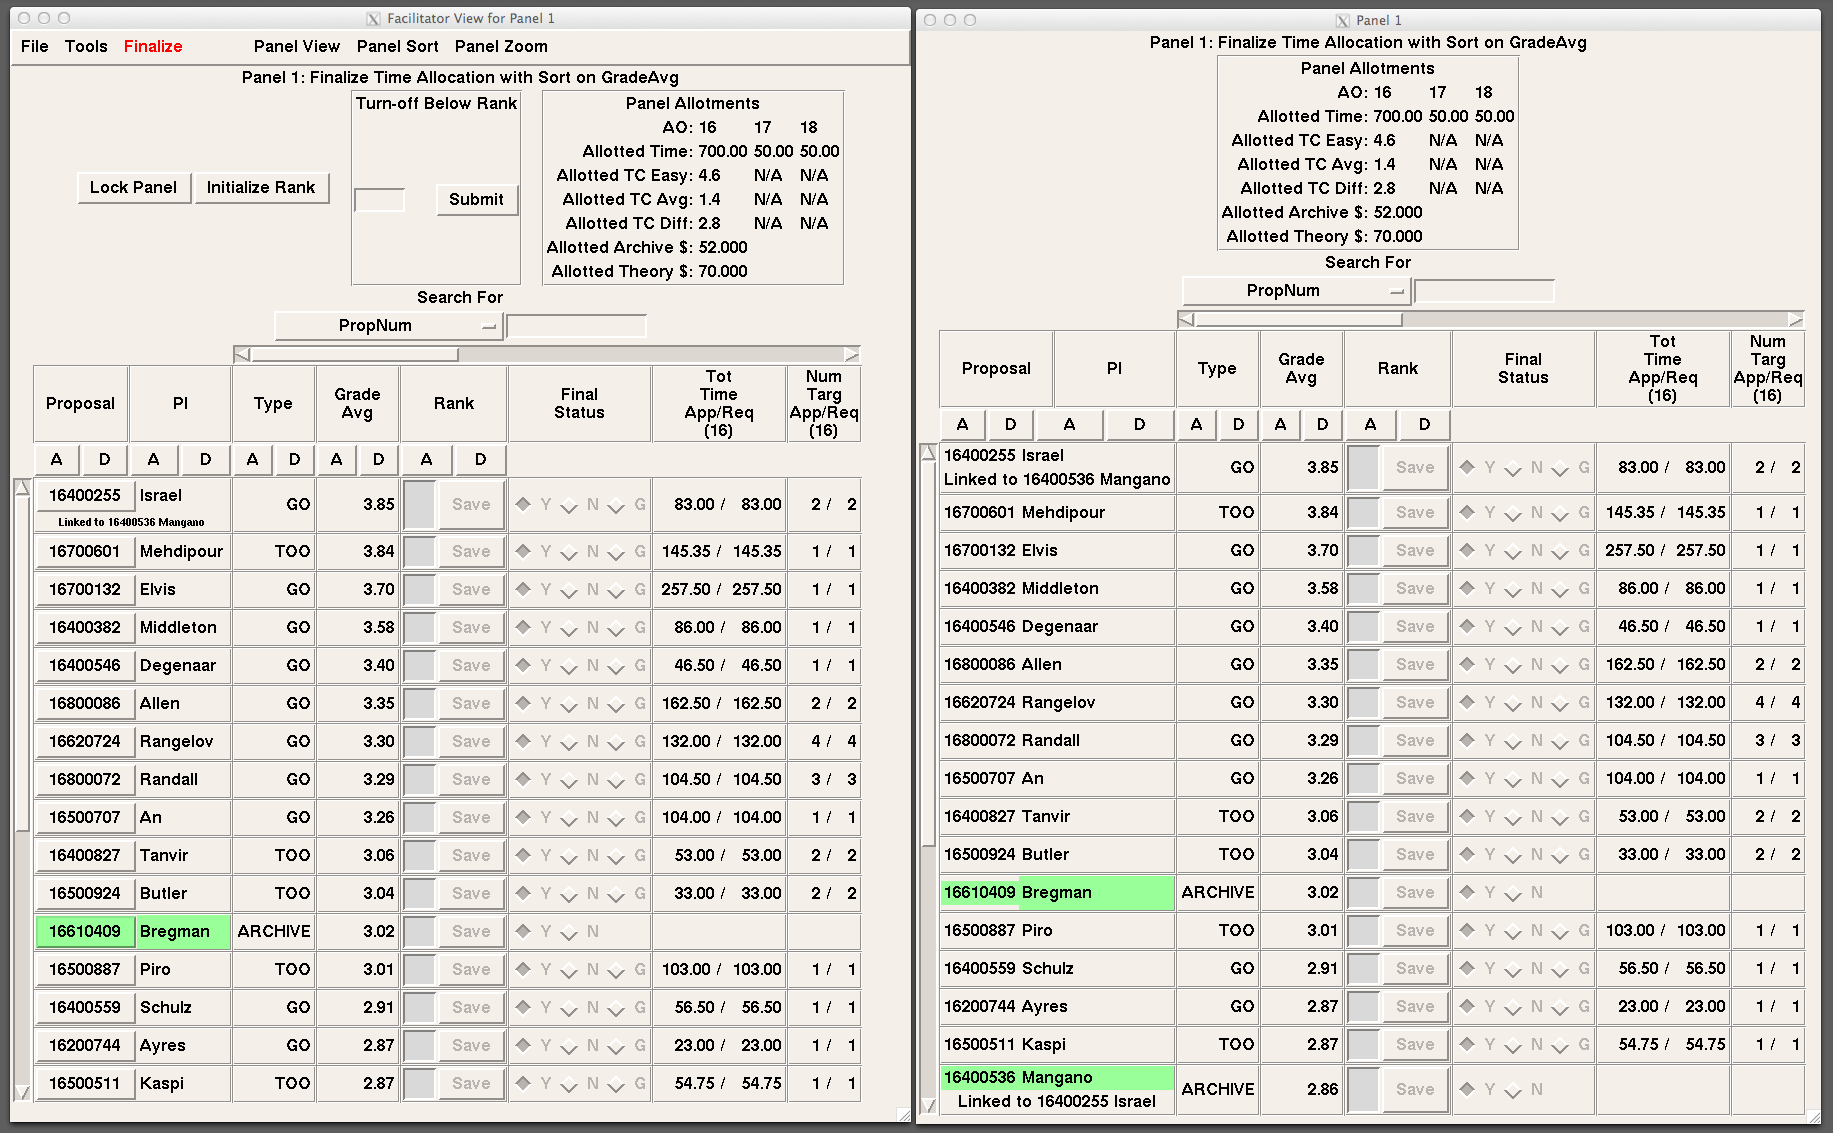 Facilitator View for Panel 1
File Tools Finalize Panel View Panel Sort Panel Zoom
Panel 1: Finalize Time Allocation with Sort on GradeAvg
Lock Panel Initialize Rank
Turn-off Below Rank
Submit
Panel Allotments
AO: 16 17 18
Allotted Time: 700.00 50.00 50.00
Allotted TC Easy: 4.6 N/A N/A
Allotted TC Avg: 1.4 N/A N/A
Allotted TC Diff: 2.8 N/A N/A
Allotted Archive $: 52.000
Allotted Theory $: 70.000
Search For
PropNum
Proposal PI Type Grade Avg Rank Final Status Tot Time App/Req (16) Num Targ App/Req (16)
A D A D A D A D A D
16400255 Israel GO 3.85 Save Y N G 83.00 / 83.00 2 / 2
Linked to 16400536 Mangano
16700601 Mehdipour TOO 3.84 Save Y N G 145.35 / 145.35 1 / 1
16700132 Elvis GO 3.70 Save Y N G 257.50 / 257.50 1 / 1
16400382 Middleton GO 3.58 Save Y N G 86.00 / 86.00 1 / 1
16400546 Degenaar GO 3.40 Save Y N G 46.50 / 46.50 1 / 1
16800086 Allen GO 3.35 Save Y N G 162.50 / 162.50 2 / 2
16620724 Rangelov GO 3.30 Save Y N G 132.00 / 132.00 4 / 4
16800072 Randall GO 3.29 Save Y N G 104.50 / 104.50 3 / 3
16500707 An GO 3.26 Save Y N G 104.00 / 104.00 1 / 1
16400827 Tanvir TOO 3.06 Save Y N G 53.00 / 53.00 2 / 2
16500924 Butler TOO 3.04 Save Y N G 33.00 / 33.00 2 / 2
16610409 Bregman ARCHIVE 3.02 Save Y N
16500887 Piro TOO 3.01 Save Y N G 103.00 / 103.00 1 / 1
16400559 Schulz GO 2.91 Save Y N G 56.50 / 56.50 1 / 1
16200744 Ayres GO 2.87 Save Y N G 23.00 / 23.00 1 / 1
16500511 Kaspi TOO 2.87 Save Y N G 54.75 / 54.75 1 / 1
Panel 1
Panel 1: Finalize Time Allocation with Sort on GradeAvg
Panel Allotments
AO: 16 17 18
Allotted Time: 700.00 50.00 50.00
Allotted TC Easy: 4.6 N/A N/A
Allotted TC Avg: 1.4 N/A N/A
Allotted TC Diff: 2.8 N/A N/A
Allotted Archive $: 52.000
Allotted Theory $: 70.000
Search For
PropNum
Proposal PI Type Grade Avg Rank Final Status Tot Time App/Req (16) Num Targ App/Req (16)
A D A D A D A D A D
16400255 Israel GO 3.85 Save Y N G 83.00 / 83.00 2 / 2
Linked to 16400536 Mangano
16700601 Mehdipour TOO 3.84 Save Y N G 145.35 / 145.35 1 / 1
16700132 Elvis GO 3.70 Save Y N G 257.50 / 257.50 1 / 1
16400382 Middleton GO 3.58 Save Y N G 86.00 / 86.00 1 / 1
16400546 Degenaar GO 3.40 Save Y N G 46.50 / 46.50 1 / 1
16800086 Allen GO 3.35 Save Y N G 162.50 / 162.50 2 / 2
16620724 Rangelov GO 3.30 Save Y N G 132.00 / 132.00 4 / 4
16800072 Randall GO 3.29 Save Y N G 104.50 / 104.50 3 / 3
16500707 An GO 3.26 Save Y N G 104.00 / 104.00 1 / 1
16400827 Tanvir TOO 3.06 Save Y N G 53.00 / 53.00 2 / 2
16500924 Butler TOO 3.04 Save Y N G 33.00 / 33.00 2 / 2
16610409 Bregman ARCHIVE 3.02 Save Y N
16500887 Piro TOO 3.01 Save Y N G 103.00 / 103.00 1 / 1
16400559 Schulz GO 2.91 Save Y N G 56.50 / 56.50 1 / 1
16200744 Ayres GO 2.87 Save Y N G 23.00 / 23.00 1 / 1
16500511 Kaspi TOO 2.87 Save Y N G 54.75 / 54.75 1 / 1
16400536 Mangano ARCHIVE 2.86 Save Y N
Linked to 16400255 Israel